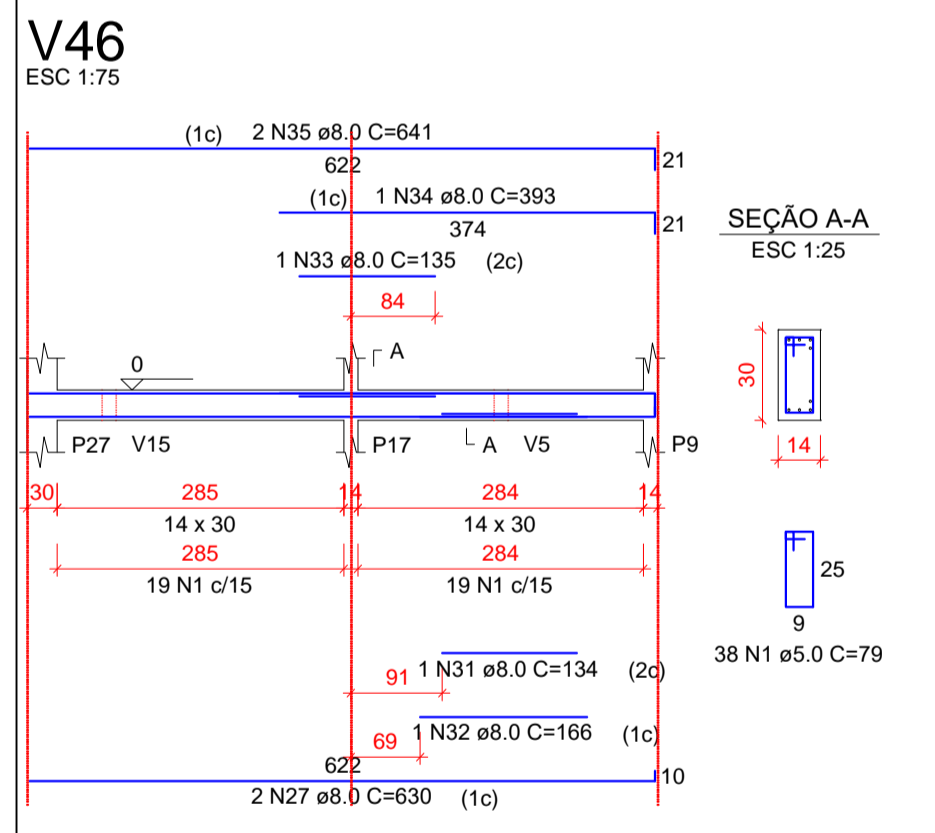 V46
ESC 1:75
(1c) 2 N35 ø8.0 C=641
622
21
(1c) 1 N34 ø8.0 C=393
374
21
1 N33 ø8.0 C=135 (2c)
84
SEÇÃO A-A
ESC 1:25
0
A
30
14
P27 V15
P17
A V5
P9
30 285 14 284 14
14 x 30
14 x 30
285
284
19 N1 c/15
19 N1 c/15
25
9
38 N1 ø5.0 C=79
91
1 N31 ø8.0 C=134 (2c)
69
1 N32 ø8.0 C=166 (1c)
622
10
2 N27 ø8.0 C=630 (1c)